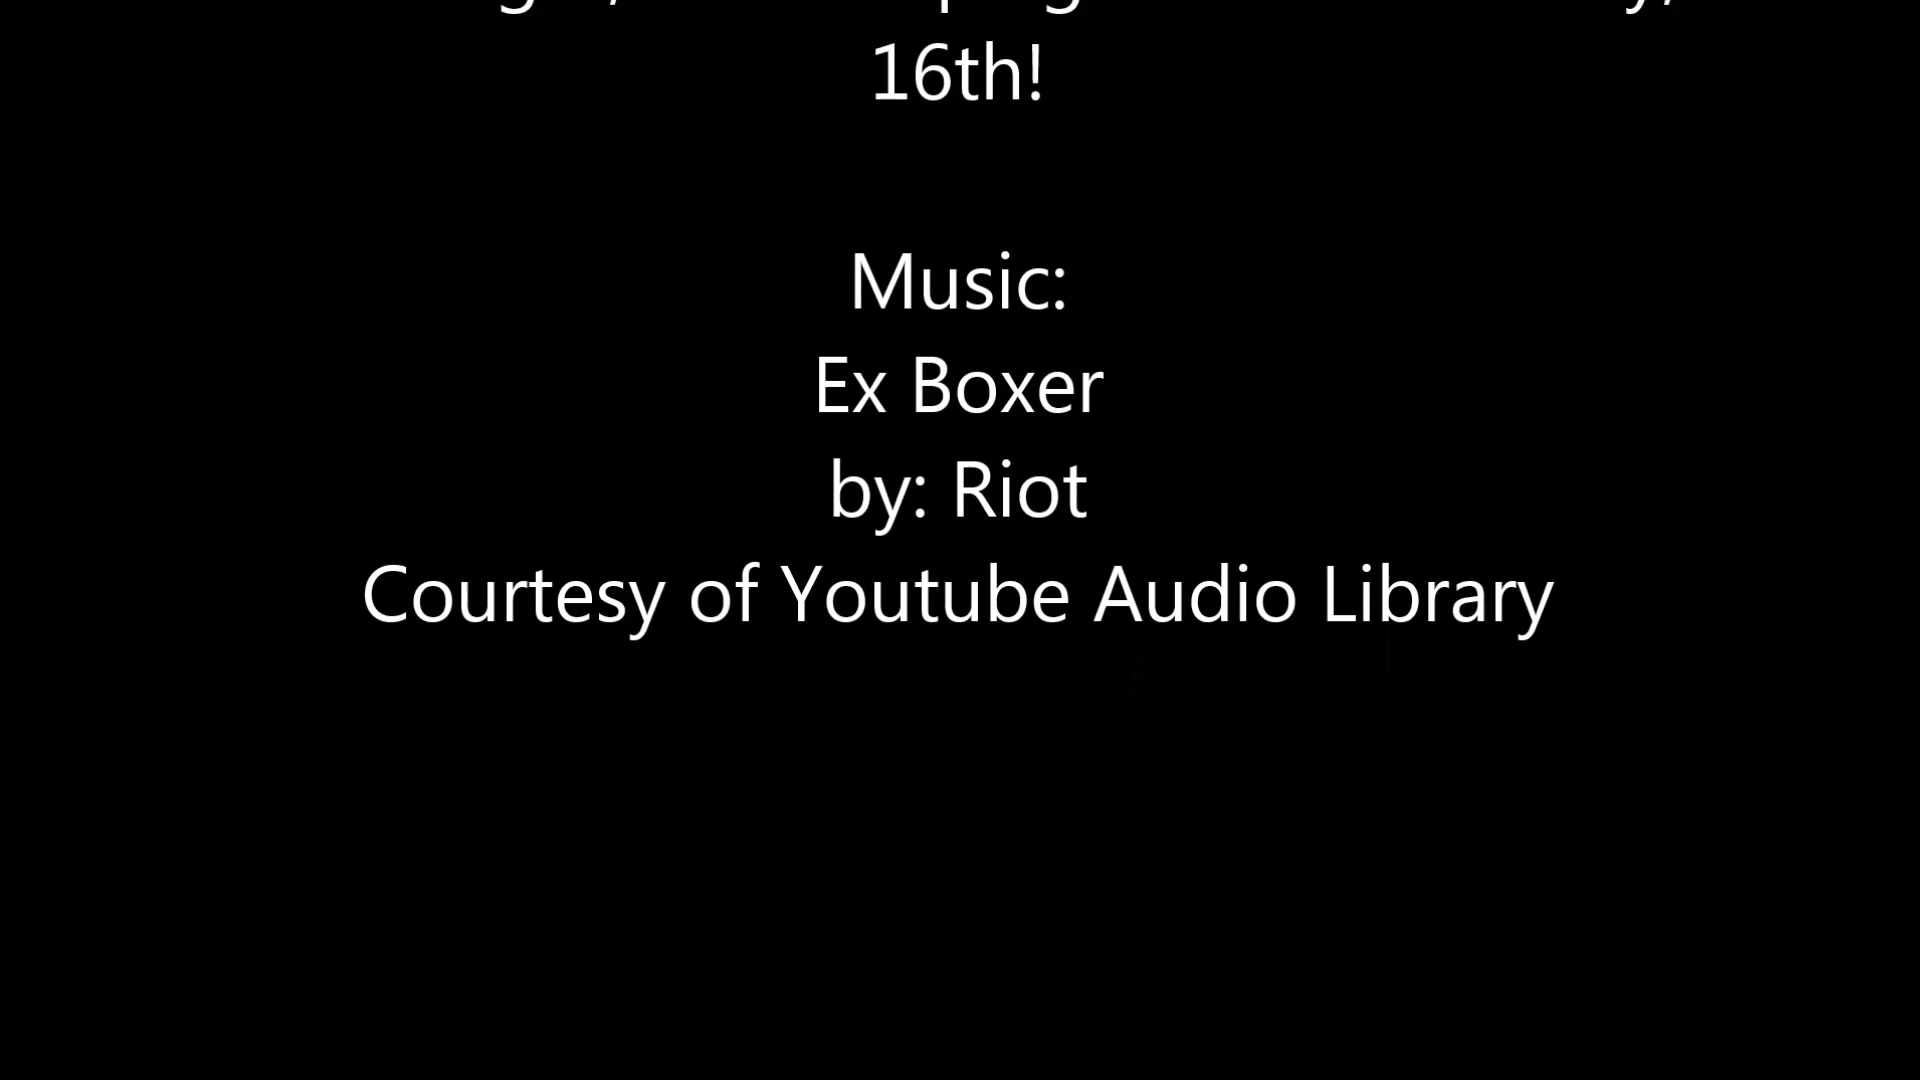 16th!
Music:
Ex Boxer
by: Riot
Courtesy of Youtube Audio Library